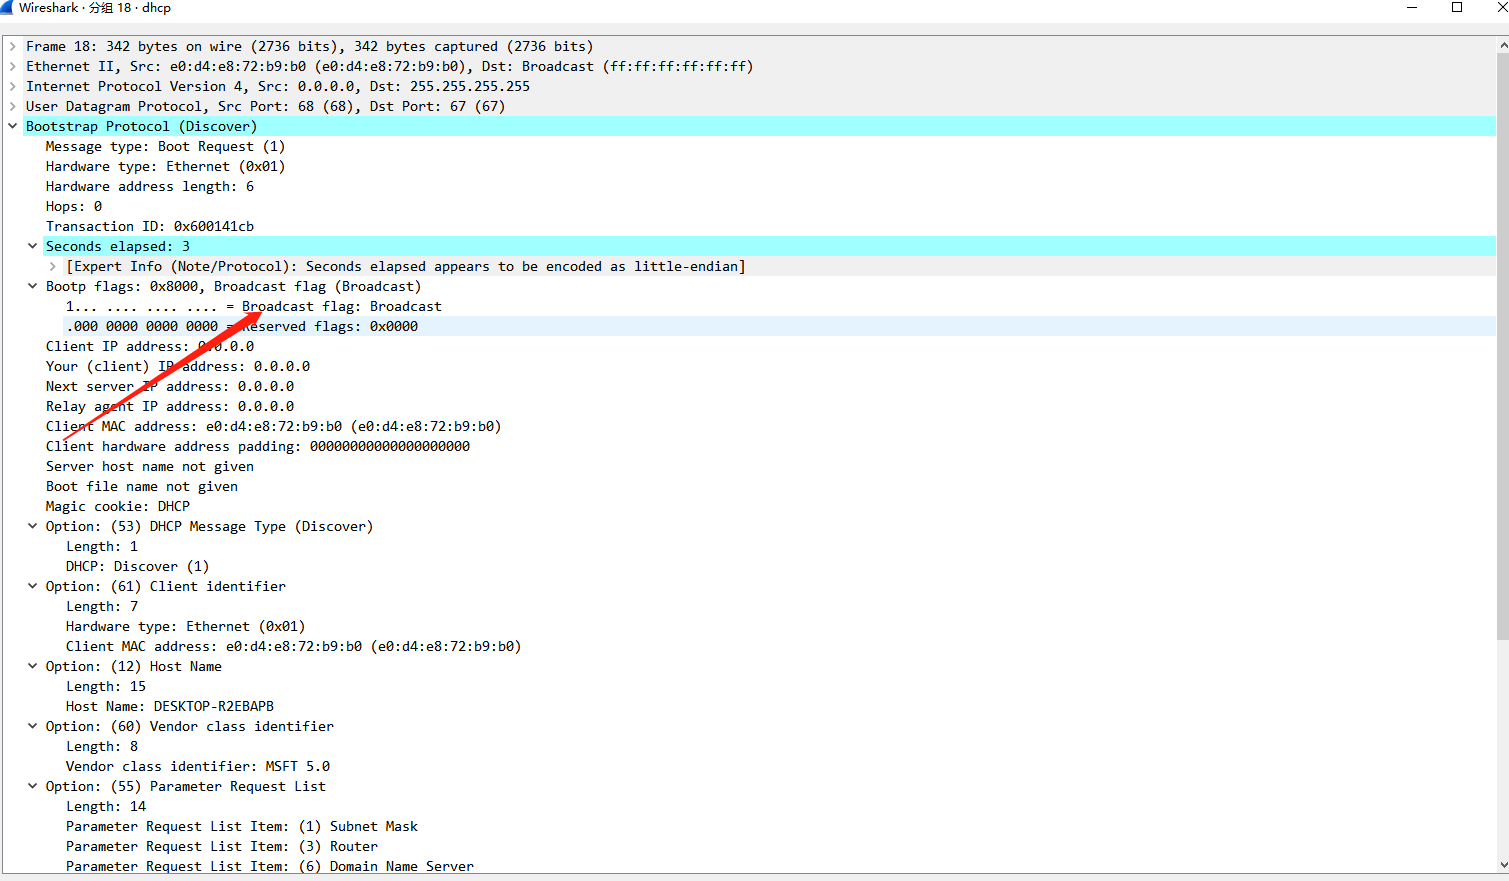 Wireshark · 分组 18 · dhcp
Frame 18: 342 bytes on wire (2736 bits), 342 bytes captured (2736 bits)
Ethernet II, Src: e0:d4:e8:72:b9:b0 (e0:d4:e8:72:b9:b0), Dst: Broadcast (ff:ff:ff:ff:ff:ff)
Internet Protocol Version 4, Src: 0.0.0.0, Dst: 255.255.255.255
User Datagram Protocol, Src Port: 68 (68), Dst Port: 67 (67)
Bootstrap Protocol (Discover)
Message type: Boot Request (1)
Hardware type: Ethernet (0x01)
Hardware address length: 6
Hops: 0
Transaction ID: 0x600141cb
Seconds elapsed: 3
[Expert Info (Note/Protocol): Seconds elapsed appears to be encoded as little-endian]
Bootp flags: 0x8000, Broadcast flag (Broadcast)
1... .... .... .... = Broadcast flag: Broadcast
.000 0000 0000 0000 = Reserved flags: 0x0000
Client IP address: 0.0.0.0
Your (client) IP address: 0.0.0.0
Next server IP address: 0.0.0.0
Relay agent IP address: 0.0.0.0
Client MAC address: e0:d4:e8:72:b9:b0 (e0:d4:e8:72:b9:b0)
Client hardware address padding: 00000000000000000000
Server host name not given
Boot file name not given
Magic cookie: DHCP
Option: (53) DHCP Message Type (Discover)
Length: 1
DHCP: Discover (1)
Option: (61) Client identifier
Length: 7
Hardware type: Ethernet (0x01)
Client MAC address: e0:d4:e8:72:b9:b0 (e0:d4:e8:72:b9:b0)
Option: (12) Host Name
Length: 15
Host Name: DESKTOP-R2EBAPB
Option: (60) Vendor class identifier
Length: 8
Vendor class identifier: MSFT 5.0
Option: (55) Parameter Request List
Length: 14
Parameter Request List Item: (1) Subnet Mask
Parameter Request List Item: (3) Router
Parameter Request List Item: (6) Domain Name Server